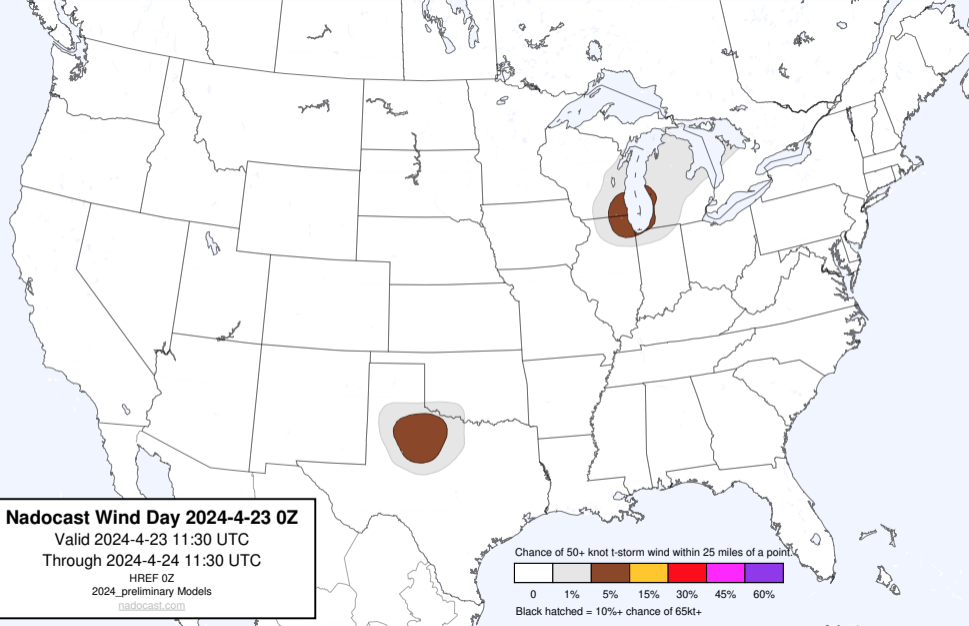 Nadocast Wind Day 2024-4-23 0Z
Valid 2024-4-23 11:30 UTC
Through 2024-4-24 11:30 UTC
HREF 0Z
2024_preliminary Models
nadocast.com
Chance of 50+ knot t-storm wind within 25 miles of a point.
0 1% 5% 15% 30% 45% 60%
Black hatched = 10%+ chance of 65kt+